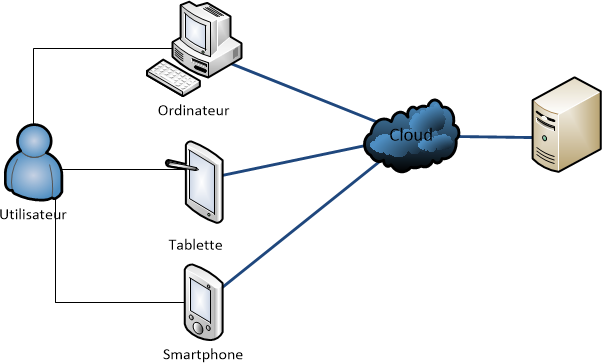 Ordinateur
Cloud
Utilisateur
Tablette
Smartphone